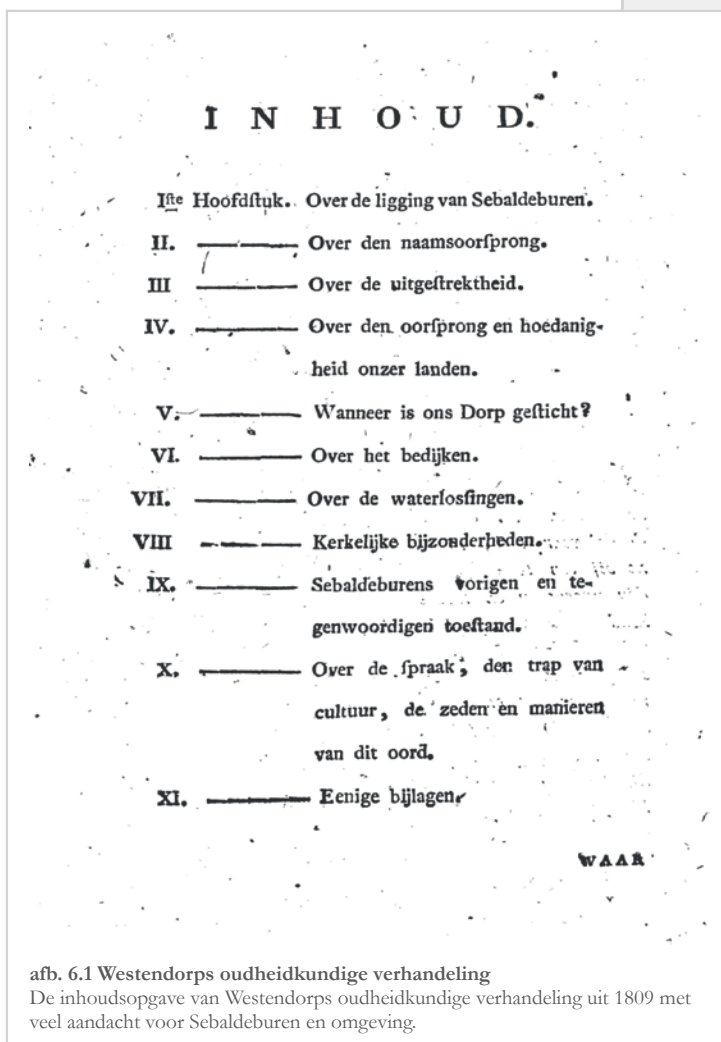 INHOUD.
Iſte Hoofdſtuk. Over de ligging van Sebaldeburen.
II. ——— Over den naamsoorſprong.
III ——— Over de uitgeſtrektheid.
IV. ——— Over den oorſprong en hoedanig-
heid onzer landen.
V. ——— Wanneer is ons Dorp geſticht?
VI. ——— Over het bedijken.
VII. ——— Over de waterlosſingen.
VIII ——— Kerkelijke bijzonderheden.
IX. ——— Sebaldeburens vorigen en te-
genwoordigen toeſtand.
X. ——— Over de ſpraak, den trap van
cultuur, de zeden en manieren
van dit oord.
XI. ——— Eenige bijlagen.
WAAR
afb. 6.1 Westendorps oudheidkundige verhandeling
De inhoudsopgave van Westendorps oudheidkundige verhandeling uit 1809 met
veel aandacht voor Sebaldeburen en omgeving.